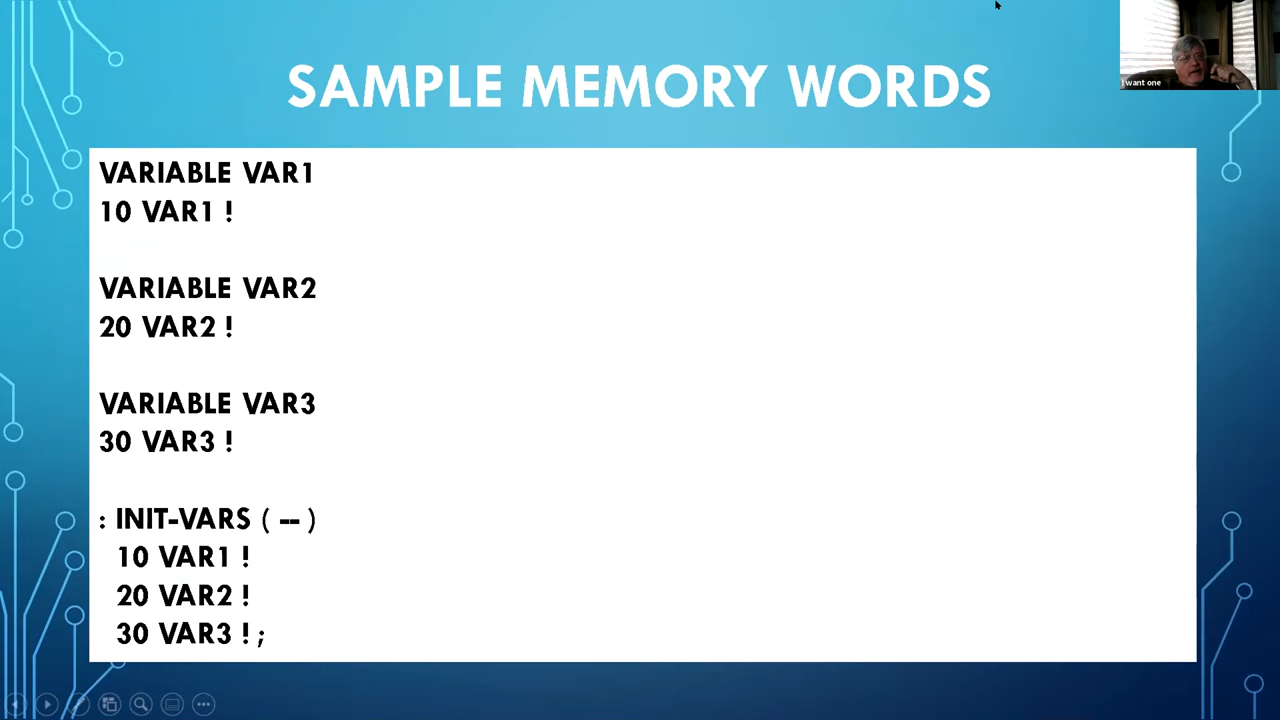 SAMPLE MEMORY WORDS
I want one
VARIABLE VAR1
10 VAR1 !
VARIABLE VAR2
20 VAR2 !
VARIABLE VAR3
30 VAR3 !
: INIT-VARS ( -- )
10 VAR1 !
20 VAR2 !
30 VAR3 ! ;